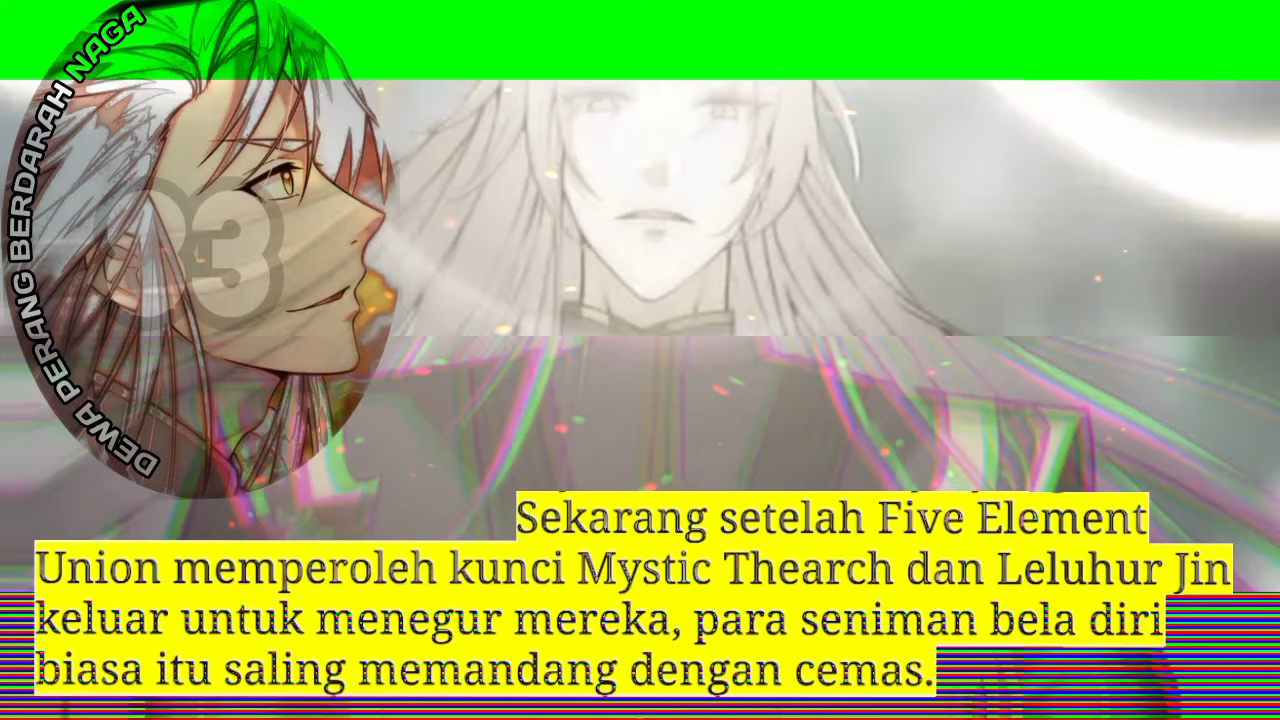 DEWA PERANG BERDARAH NAGA
3
Sekarang setelah Five Element
Union memperoleh kunci Mystic Thearch dan Leluhur Jin
keluar untuk menegur mereka, para seniman bela diri
biasa itu saling memandang dengan cemas.